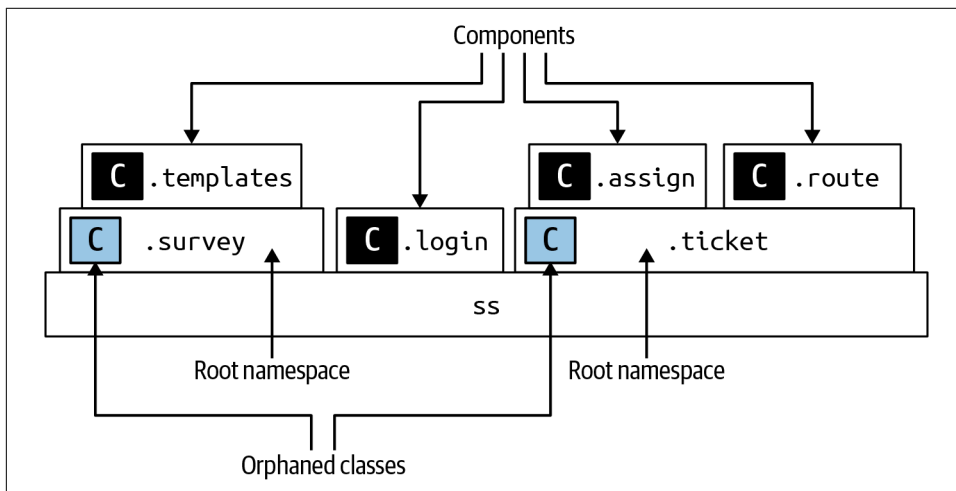 Components
C .templates
C .assign
C .route
C .survey
C .login
C .ticket
ss
Root namespace
Root namespace
Orphaned classes